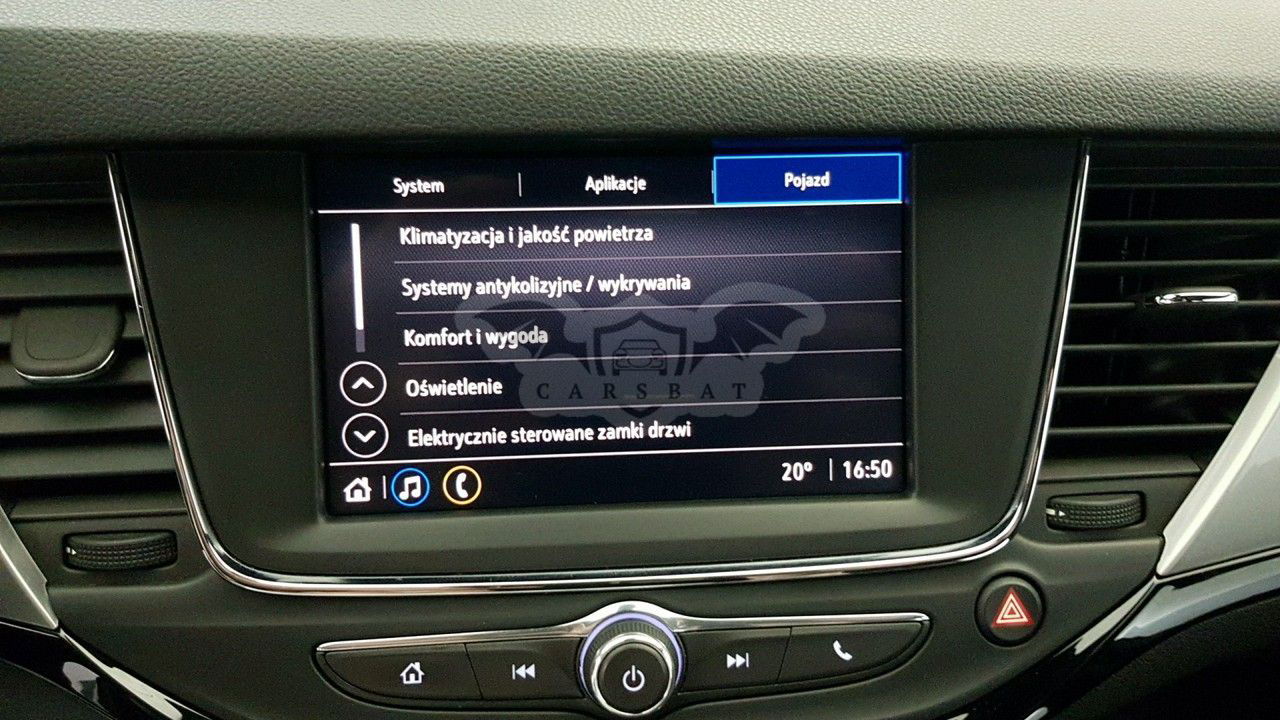 System
Aplikacje
Pojazd
Klimatyzacja i jakość powietrza
Systemy antykolizyjne / wykrywania
Komfort i wygoda
Oświetlenie
CARSBAT
Elektrycznie sterowane zamki drzwi
20° 16:50